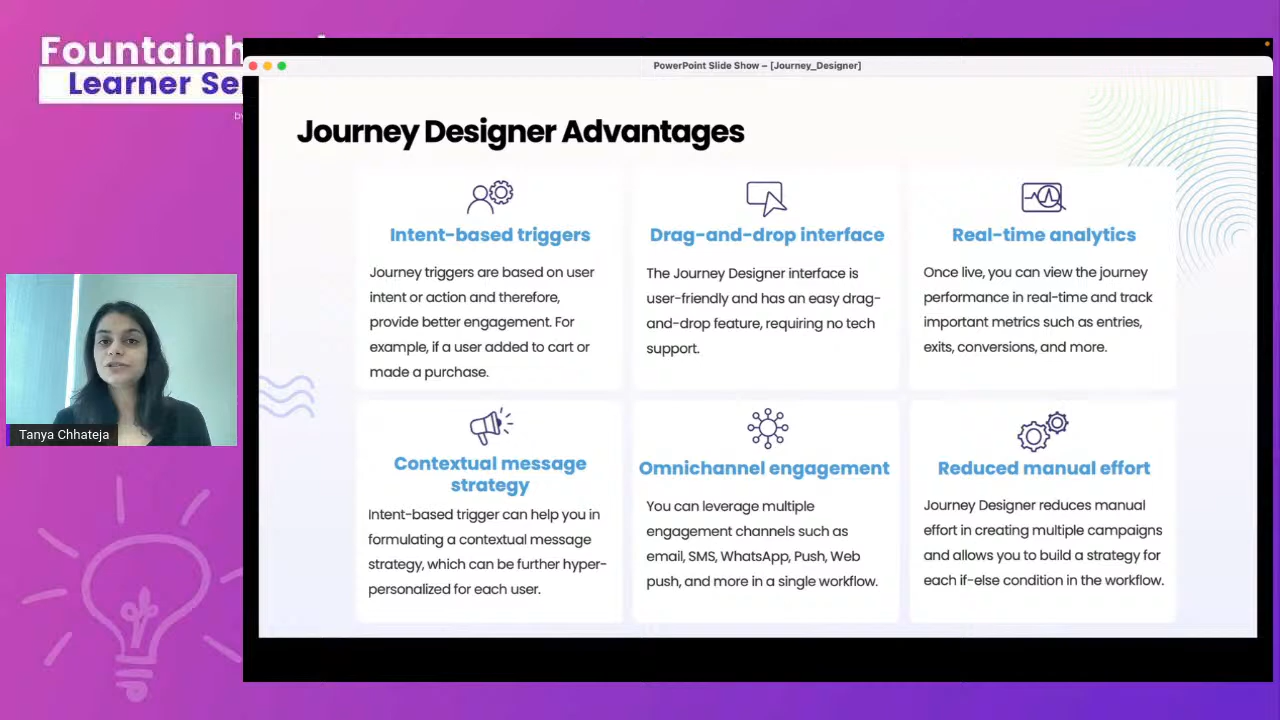 Learner
by
PowerPoint Slide Show – [Journey_Designer]
Journey Designer Advantages
Intent-based triggers
Journey triggers are based on user
intent or action and therefore,
provide better engagement. For
example, if a user added to cart or
made a purchase.
Drag-and-drop interface
The Journey Designer interface is
user-friendly and has an easy drag-
and-drop feature, requiring no tech
support.
Real-time analytics
Once live, you can view the journey
performance in real-time and track
important metrics such as entries,
exits, conversions, and more.
Contextual message
strategy
Intent-based trigger can help you in
formulating a contextual message
strategy, which can be further hyper-
personalized for each user.
Omnichannel engagement
You can leverage multiple
engagement channels such as
email, SMS, WhatsApp, Push, Web
push, and more in a single workflow.
Reduced manual effort
Journey Designer reduces manual
effort in creating multiple campaigns
and allows you to build a strategy for
each if-else condition in the workflow.
Tanya Chhateja